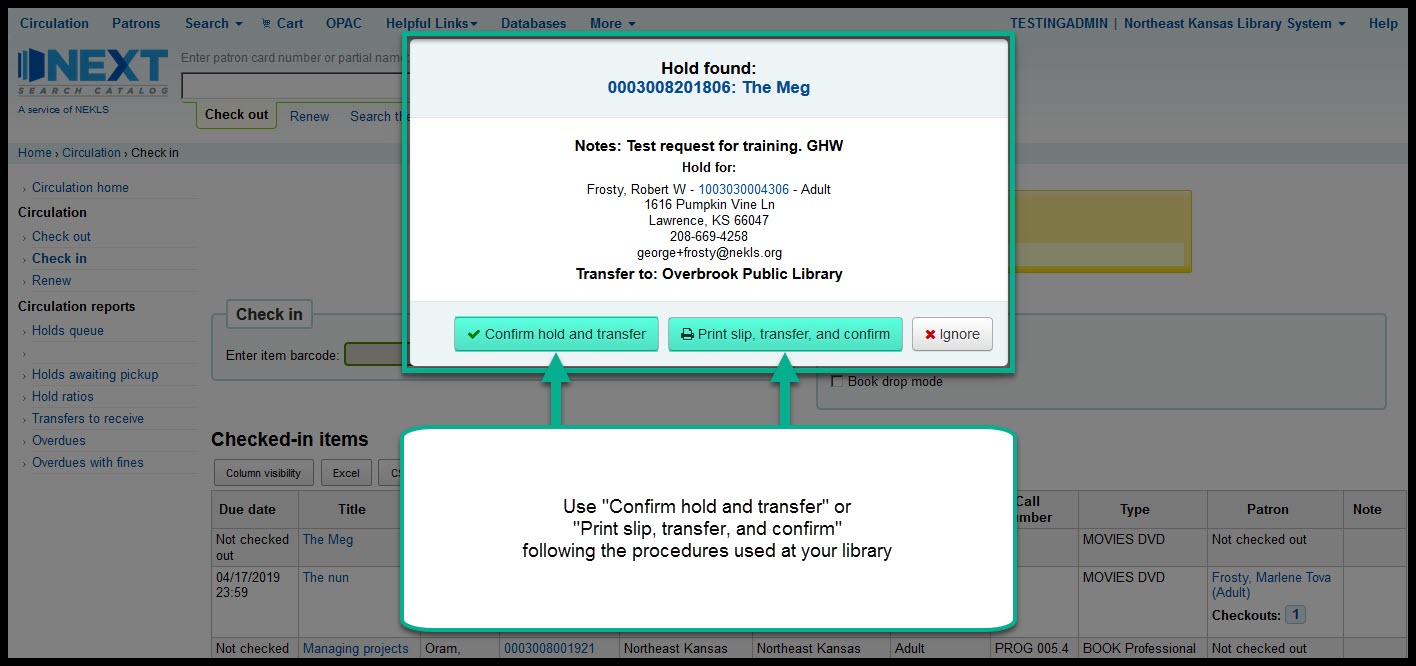 Circulation Patrons Search Cart OPAC Helpful Links Databases More TESTINGADMIN | Northeast Kansas Library System Help
NEXT
SEARCH CATALOG
A service of NEKLS
Enter patron card number or partial name
Check out Renew Search the
Home › Circulation › Check in
› Circulation home
Circulation
› Check out
› Check in
› Renew
Circulation reports
› Holds queue
›
› Holds awaiting pickup
› Hold ratios
› Transfers to receive
› Overdues
› Overdues with fines
Hold found:
0003008201806: The Meg
Notes: Test request for training. GHW
Hold for:
Frosty, Robert W - 1003030004306 - Adult
1616 Pumpkin Vine Ln
Lawrence, KS 66047
208-669-4258
george+frosty@nekls.org
Transfer to: Overbrook Public Library
Confirm hold and transfer Print slip, transfer, and confirm Ignore
Check in
Enter item barcode:
Book drop mode
Use "Confirm hold and transfer" or
"Print slip, transfer, and confirm"
following the procedures used at your library
Checked-in items
Column visibility Excel
Due date Title Call Type Patron Note
Not checked The Meg MOVIES DVD Not checked out
out
04/17/2019 The nun MOVIES DVD Frosty, Marlene Tova
23:59 (Adult)
Checkouts: 1
Not checked Managing projects Oram, 0003008001921 Northeast Kansas Northeast Kansas Adult PROG 005.4 BOOK Professional Not checked out